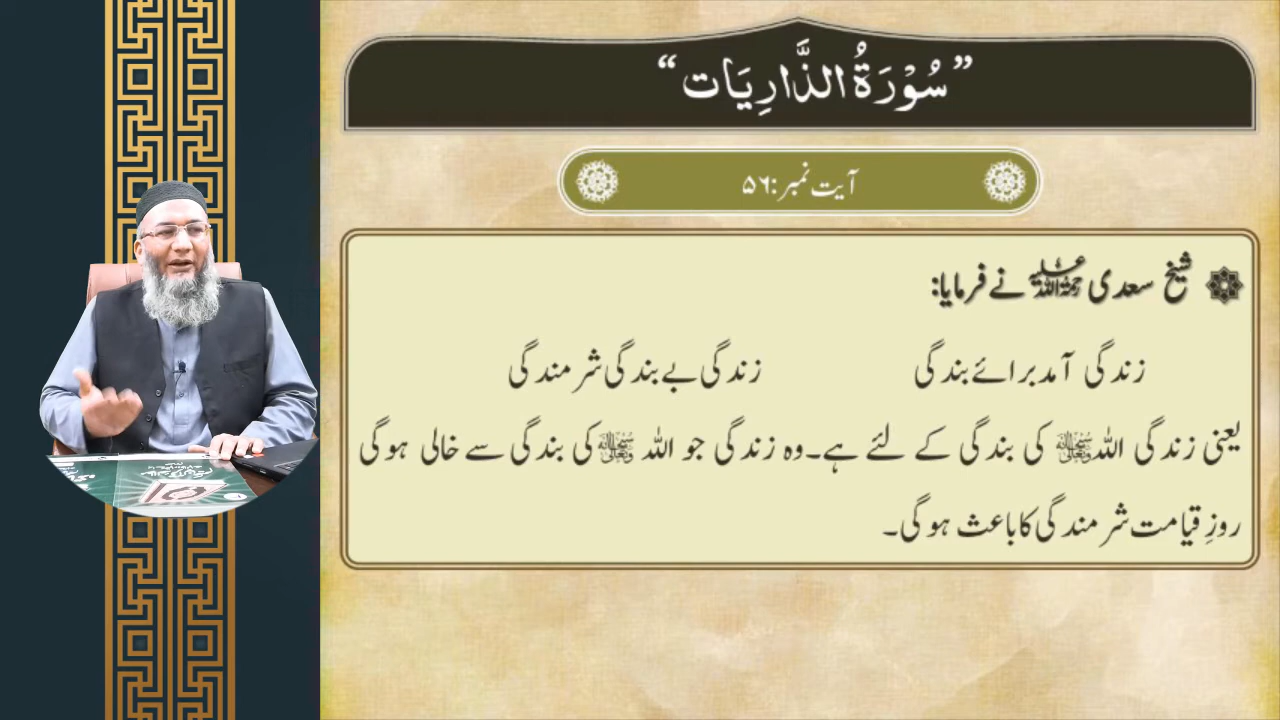 ”سُوْرَةُ الذَّارِيَات“
آیت نمبر: ۵۶
شیخ سعدی رحمۃ اللہ علیہ نے فرمایا:
زندگی آمد برائے بندگی زندگی بے بندگی شرمندگی
یعنی زندگی اللہ ﷻ کی بندگی کے لئے ہے۔ وہ زندگی جو اللہ ﷻ کی بندگی سے خالی ہوگی
روزِ قیامت شرمندگی کا باعث ہوگی۔